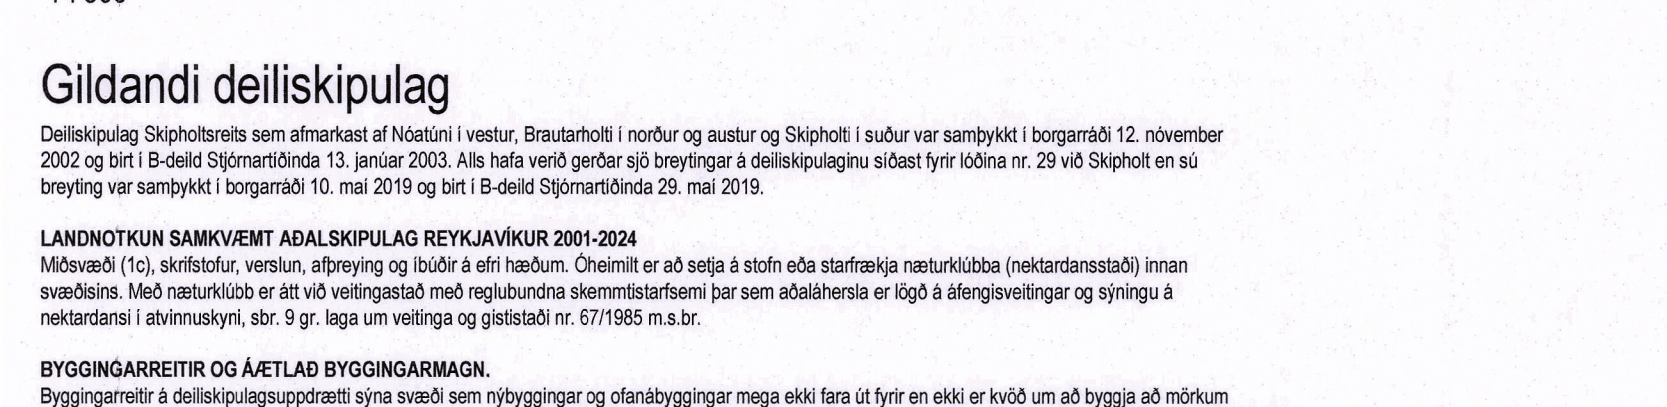 Gildandi deiliskipulag
Deiliskipulag Skipholtsreits sem afmarkast af Nóatúni í vestur, Brautarholti í norður og austur og Skipholti í suður var samþykkt í borgarráði 12. nóvember
2002 og birt í B-deild Stjórnartíðinda 13. janúar 2003. Alls hafa verið gerðar sjö breytingar á deiliskipulaginu síðast fyrir lóðina nr. 29 við Skipholt en sú
breyting var samþykkt í borgarráði 10. maí 2019 og birt í B-deild Stjórnartíðinda 29. maí 2019.
LANDNOTKUN SAMKVÆMT AÐALSKIPULAG REYKJAVÍKUR 2001-2024
Miðsvæði (1c), skrifstofur, verslun, afþreying og íbúðir á efri hæðum. Óheimilt er að setja á stofn eða starfrækja næturklúbba (nektardansstaði) innan
svæðisins. Með næturklúbb er átt við veitingastað með reglubundna skemmtistarfsemi þar sem aðaláhersla er lögð á áfengisveitingar og sýningu á
nektardansi í atvinnuskyni, sbr. 9 gr. laga um veitinga og gististaði nr. 67/1985 m.s.br.
BYGGINGARREITIR OG ÁÆTLAÐ BYGGINGARMAGN.
Byggingarreitir á deiliskipulagsuppdrætti sýna svæði sem nýbyggingar og ofanábyggingar mega ekki fara út fyrir en ekki er kvöð um að byggja að mörkum